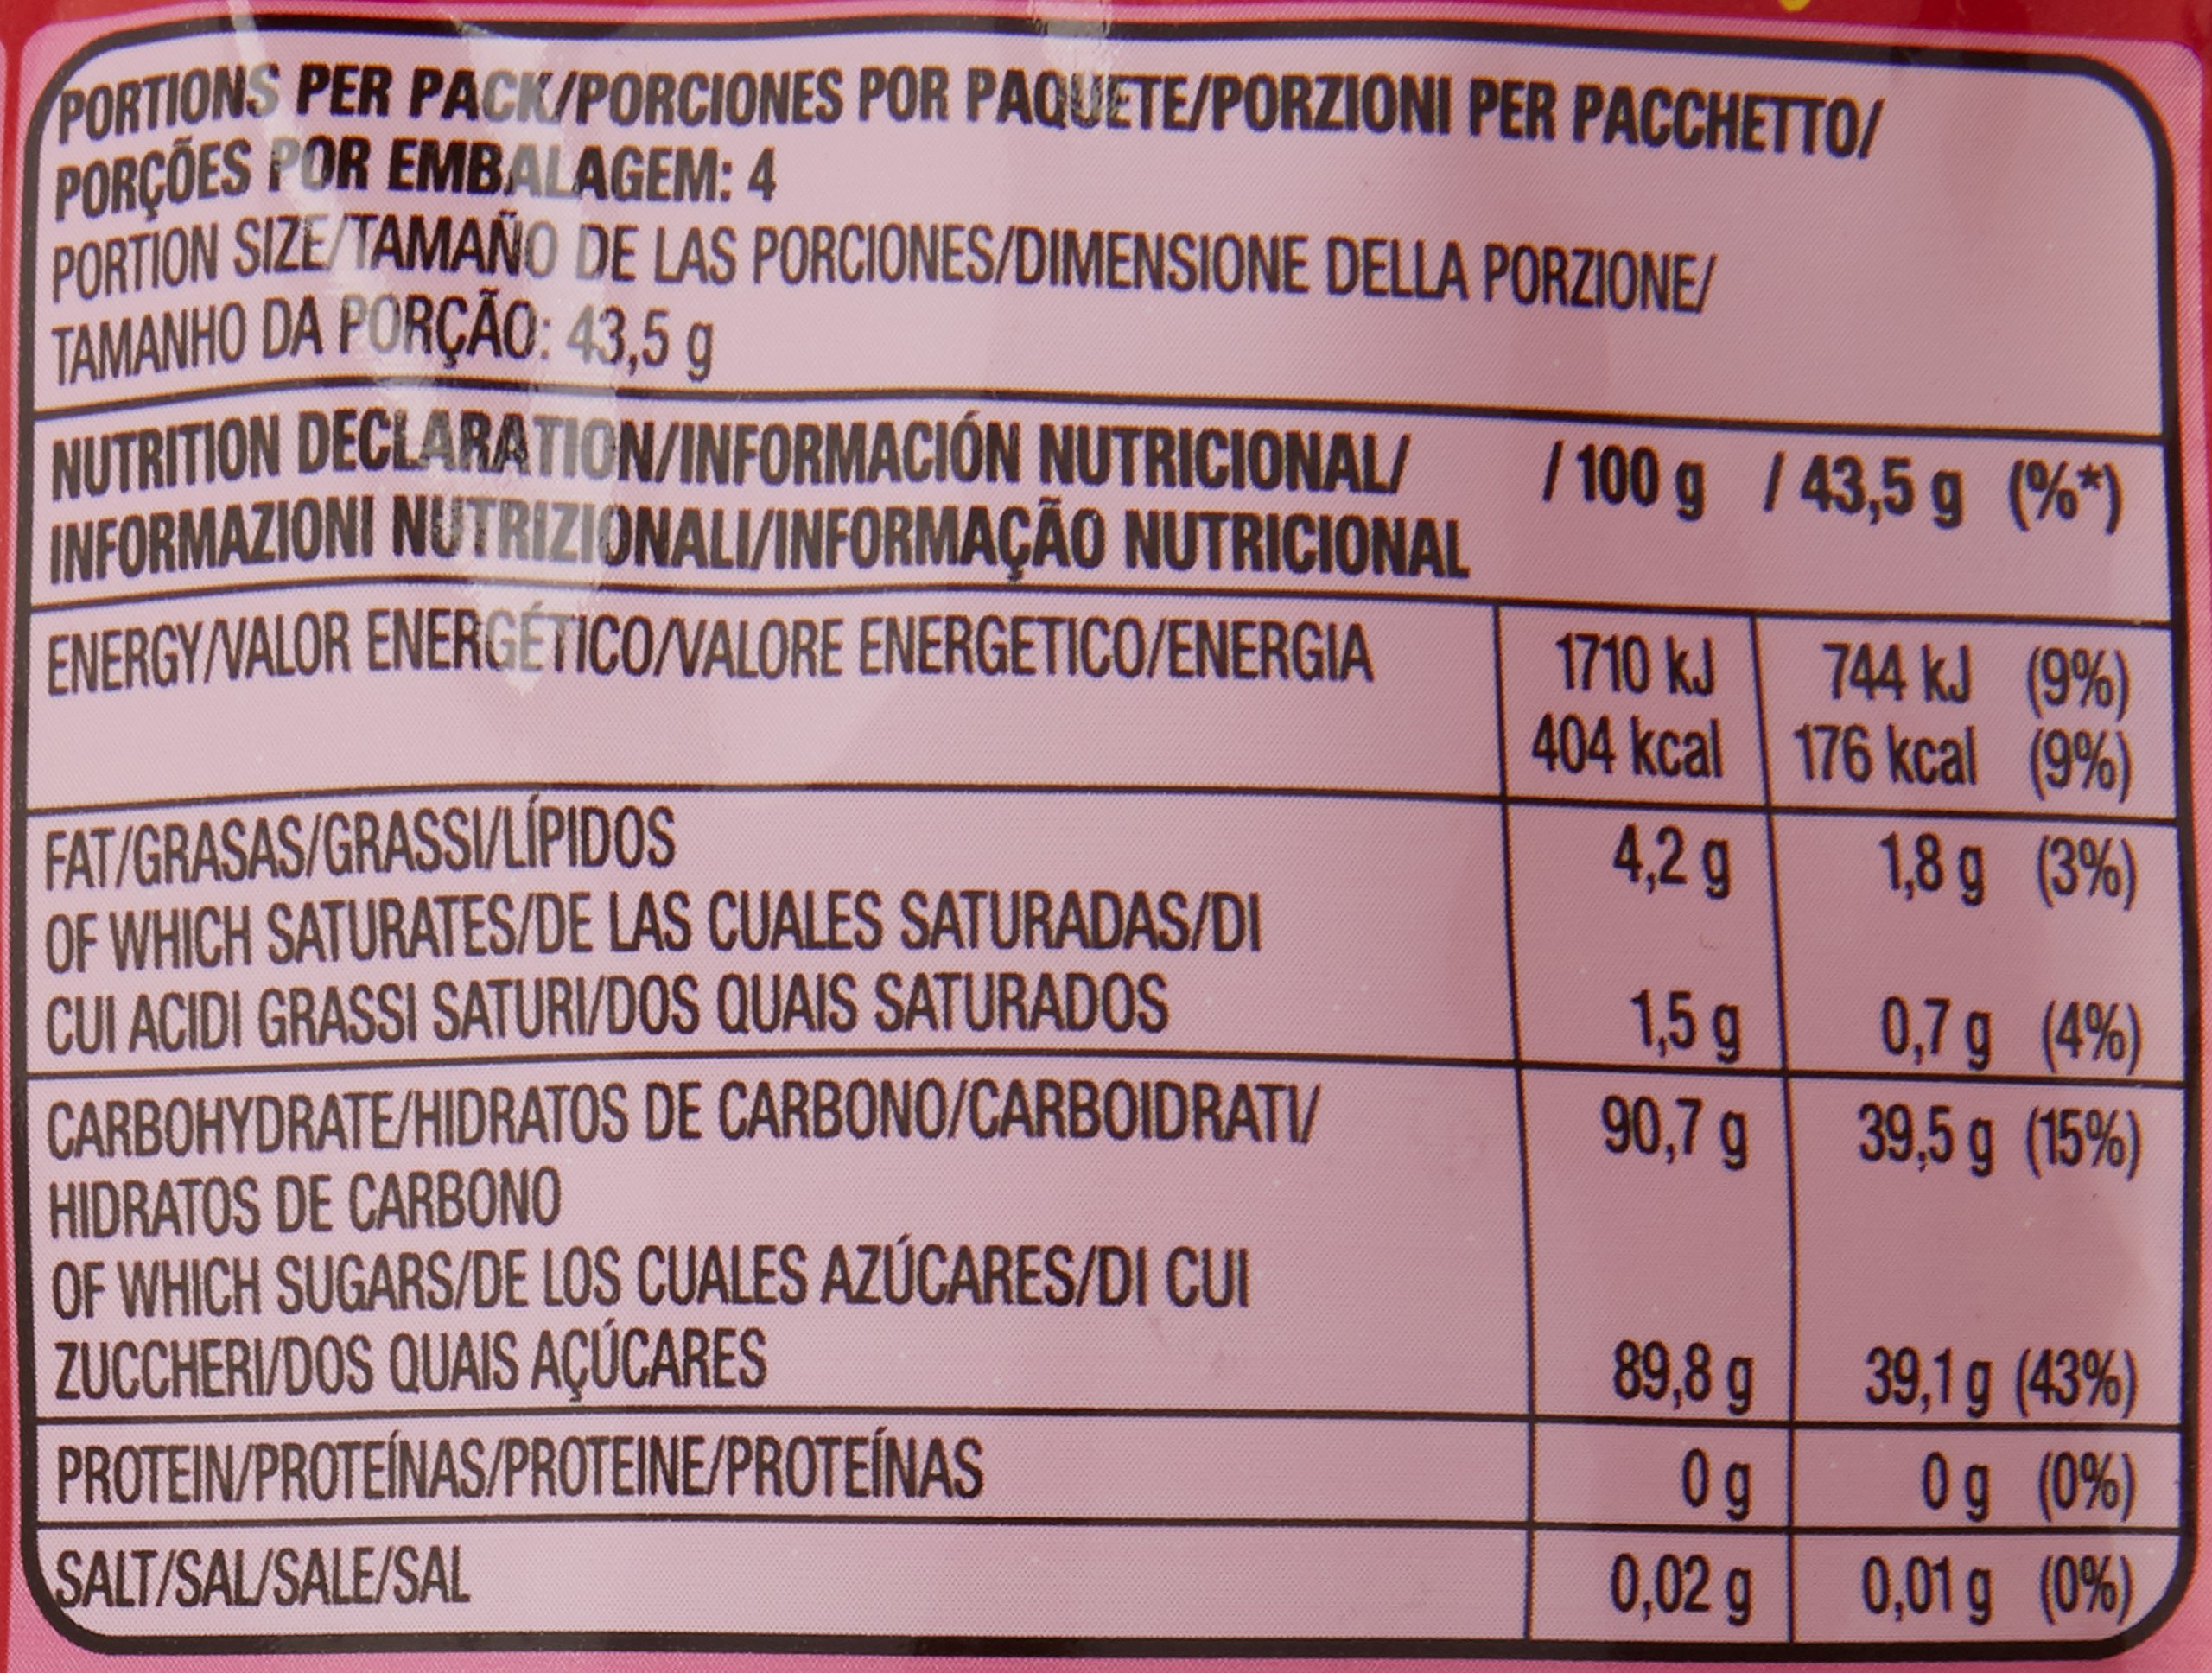 PORTIONS PER PACK/PORCIONES POR PAQUETE/PORZIONI PER PACCHETTO/
PORÇÕES POR EMBALAGEM: 4
PORTION SIZE/TAMAÑO DE LAS PORCIONES/DIMENSIONE DELLA PORZIONE/
TAMANHO DA PORÇÃO: 43,5 g
NUTRITION DECLARATION/INFORMACIÓN NUTRICIONAL/ / 100 g / 43,5 g (%*)
INFORMAZIONI NUTRIZIONALI/INFORMAÇÃO NUTRICIONAL
ENERGY/VALOR ENERGÉTICO/VALORE ENERGETICO/ENERGIA 1710 kJ 744 kJ (9%)
404 kcal 176 kcal (9%)
FAT/GRASAS/GRASSI/LÍPIDOS 4,2 g 1,8 g (3%)
OF WHICH SATURATES/DE LAS CUALES SATURADAS/DI
CUI ACIDI GRASSI SATURI/DOS QUAIS SATURADOS 1,5 g 0,7 g (4%)
CARBOHYDRATE/HIDRATOS DE CARBONO/CARBOIDRATI/ 90,7 g 39,5 g (15%)
HIDRATOS DE CARBONO
OF WHICH SUGARS/DE LOS CUALES AZÚCARES/DI CUI
ZUCCHERI/DOS QUAIS AÇÚCARES 89,8 g 39,1 g (43%)
PROTEIN/PROTEÍNAS/PROTEINE/PROTEÍNAS 0 g 0 g (0%)
SALT/SAL/SALE/SAL 0,02 g 0,01 g (0%)